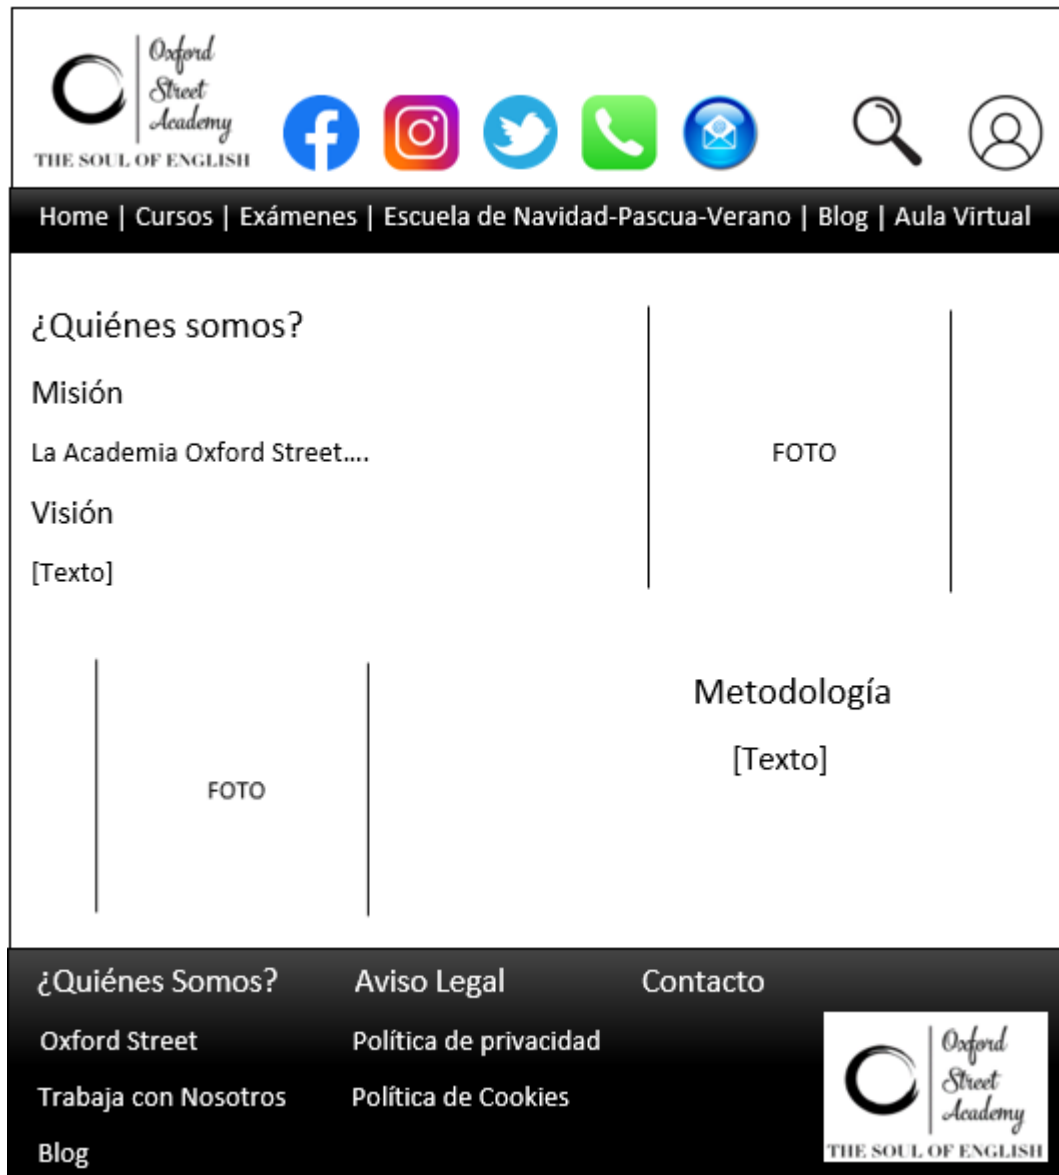 Oxford
Street
Academy
THE SOUL OF ENGLISH
Home | Cursos | Exámenes | Escuela de Navidad-Pascua-Verano | Blog | Aula Virtual
¿Quiénes somos?
Misión
La Academia Oxford Street....
Visión
[Texto]
FOTO
FOTO
Metodología
[Texto]
¿Quiénes Somos?
Oxford Street
Trabaja con Nosotros
Blog
Aviso Legal
Política de privacidad
Política de Cookies
Contacto
Oxford
Street
Academy
THE SOUL OF ENGLISH